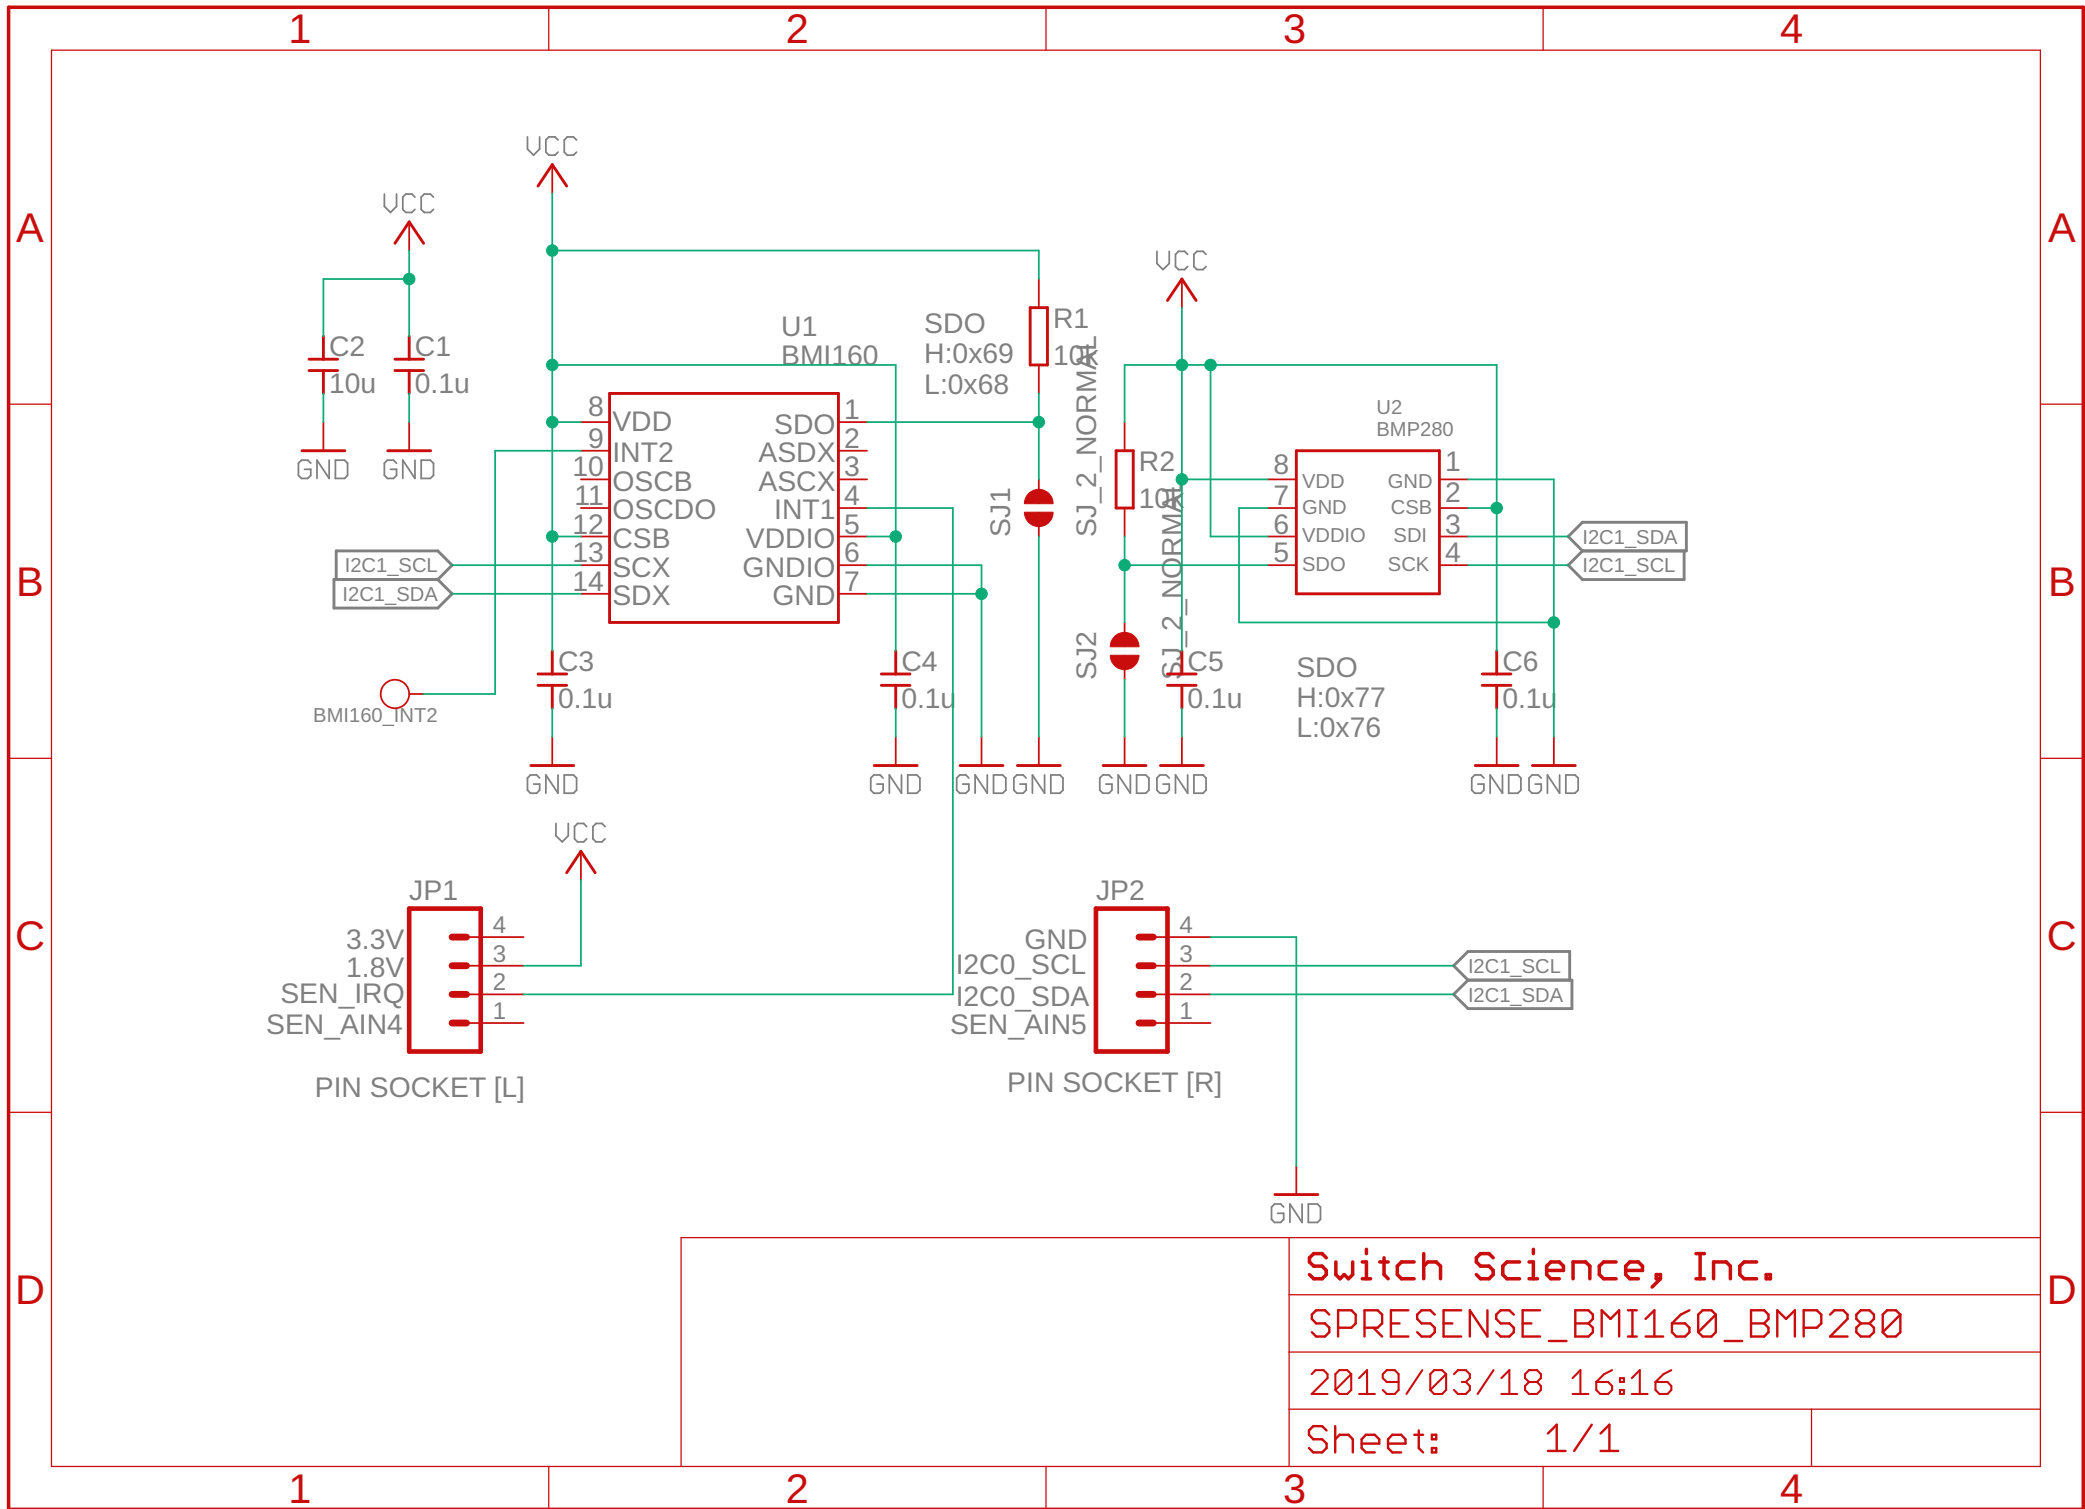 1 2 3 4
A A
B B
C C
D D
VCC
VCC
VCC
C2
10u
C1
0.1u
GND GND
U1
BMI160
SDO
H:0x69
L:0x68
R1
10k
SJ1
SJ_2_NORMAL
8 VDD
9 INT2
10 OSCB
11 OSCDO
12 CSB
13 SCX
14 SDX
SDO 1
ASDX 2
ASCX 3
INT1 4
VDDIO 5
GNDIO 6
GND 7
I2C1_SCL
I2C1_SDA
BMI160_INT2
C3
0.1u
C4
0.1u
GND GND GND GND
R2
10k
SJ2
SJ_2_NORMAL
U2
BMP280
8 VDD
7 GND
6 VDDIO
5 SDO
GND 1
CSB 2
SDI 3
SCK 4
I2C1_SDA
I2C1_SCL
C5
0.1u
SDO
H:0x77
L:0x76
C6
0.1u
GND GND GND GND
VCC
JP1
3.3V 4
1.8V 3
SEN_IRQ 2
SEN_AIN4 1
PIN SOCKET [L]
JP2
GND 4
I2C0_SCL 3
I2C0_SDA 2
SEN_AIN5 1
PIN SOCKET [R]
I2C1_SCL
I2C1_SDA
GND
Switch Science, Inc.
SPRESENSE_BMI160_BMP280
2019/03/18 16:16
Sheet: 1/1
1 2 3 4